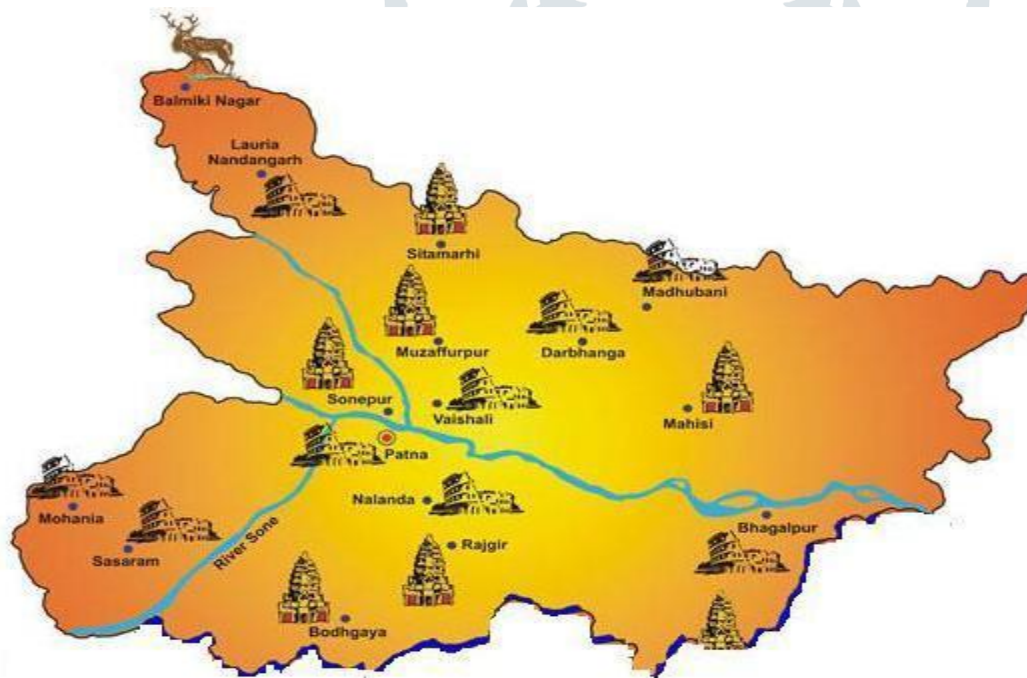 Balmiki Nagar
Lauria
Nandangarh
Sitamarhi
Madhubani
Muzaffurpur
Darbhanga
Sonepur
Vaishali
Mahisi
Patna
Nalanda
Mohania
Bhagalpur
River Sone
Sasaram
Rajgir
Bodhgaya